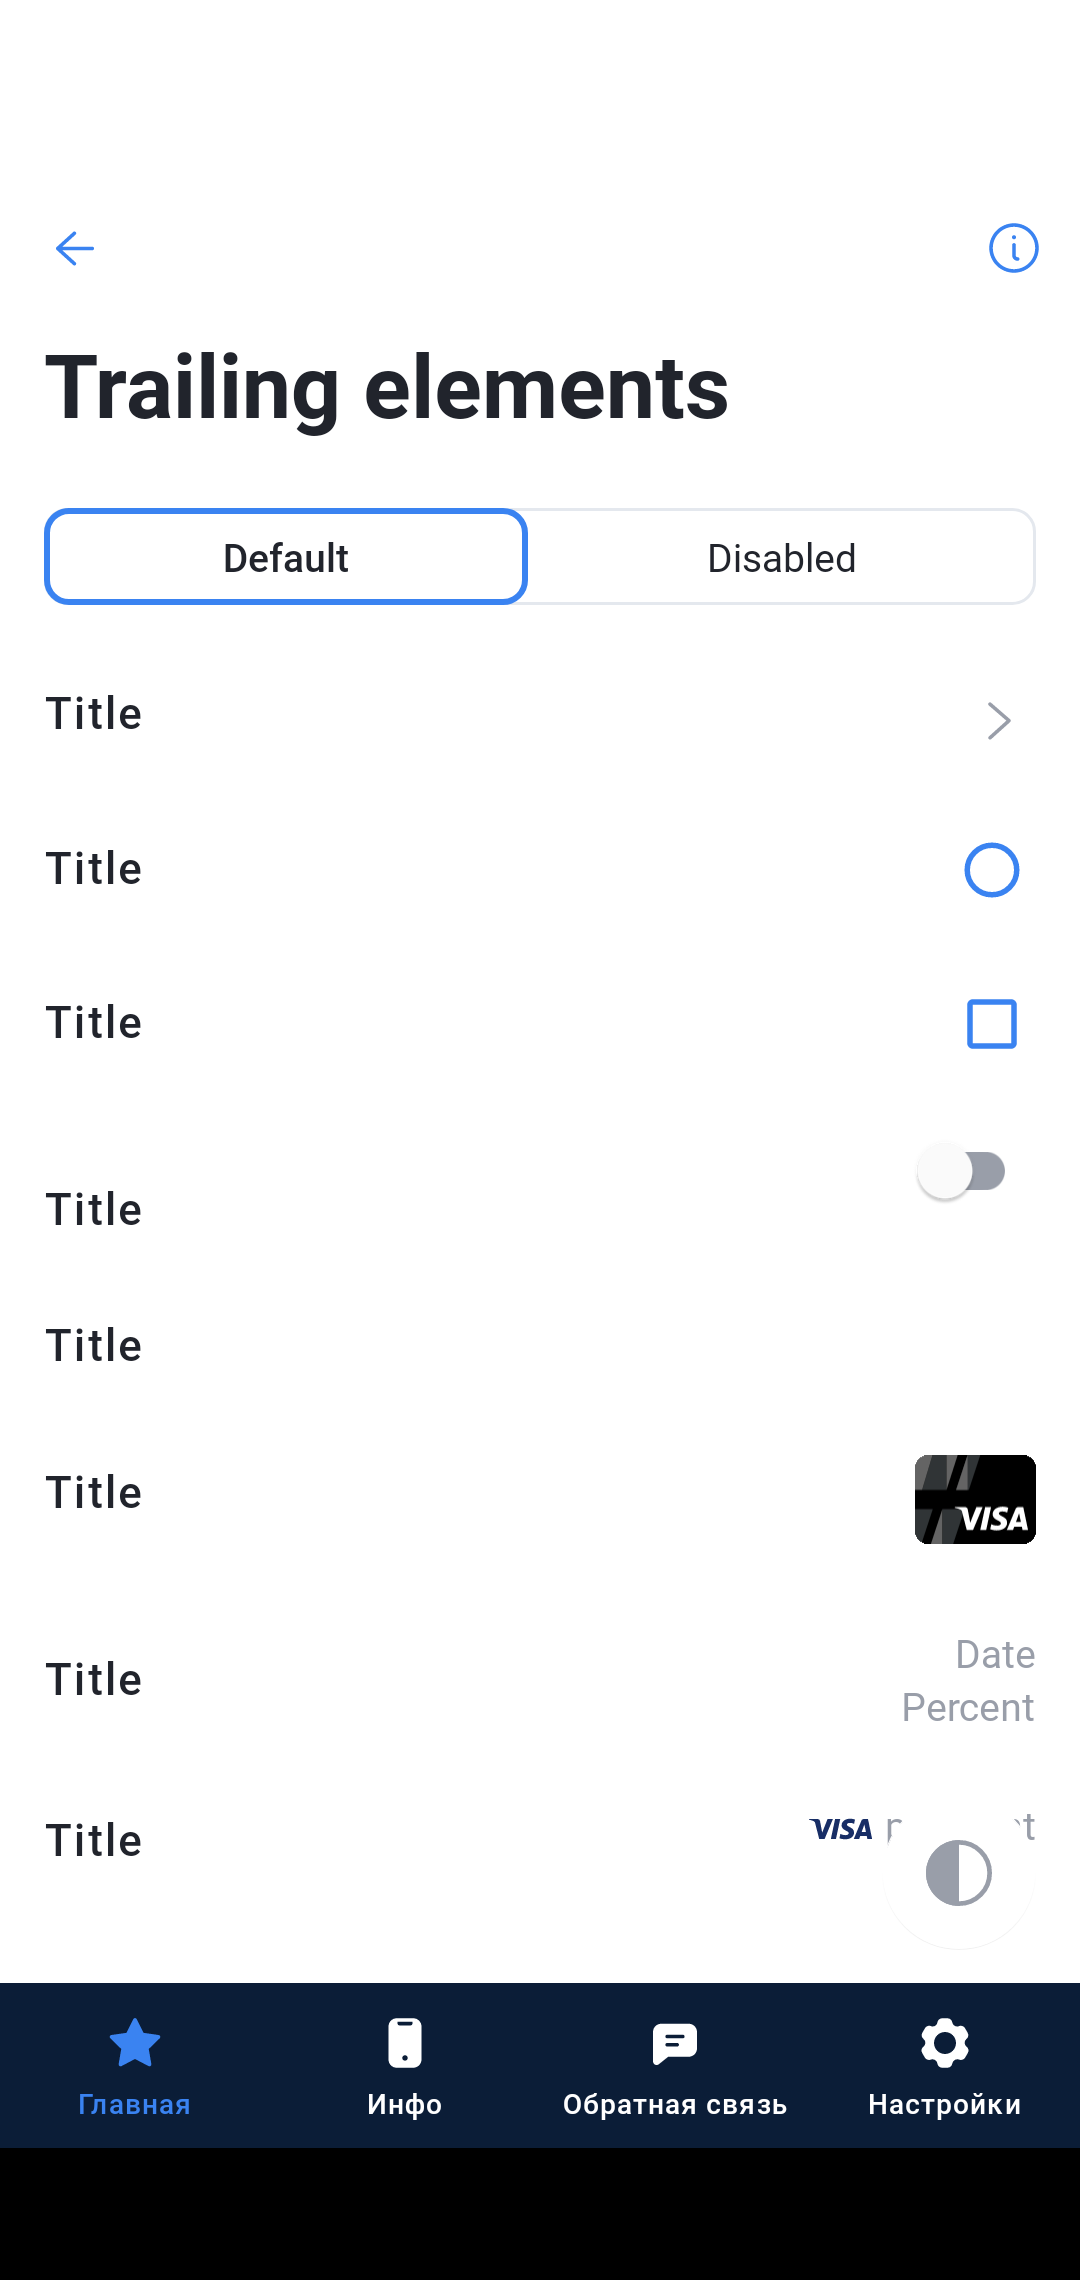 Trailing elements
Default Disabled
Title
Title
Title
Title
Title
Title VISA
Title Date
Percent
Title VISA
Главная Инфо Обратная связь Настройки